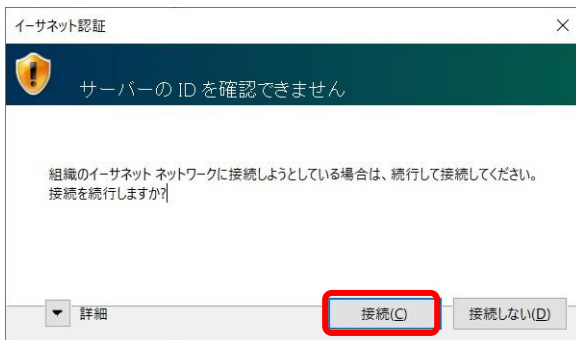 イーサネット認証
サーバーの ID を確認できません
組織のイーサネット ネットワークに接続しようとしている場合は、続行して接続してください。
接続を続行しますか?
詳細
接続(C)
接続しない(D)